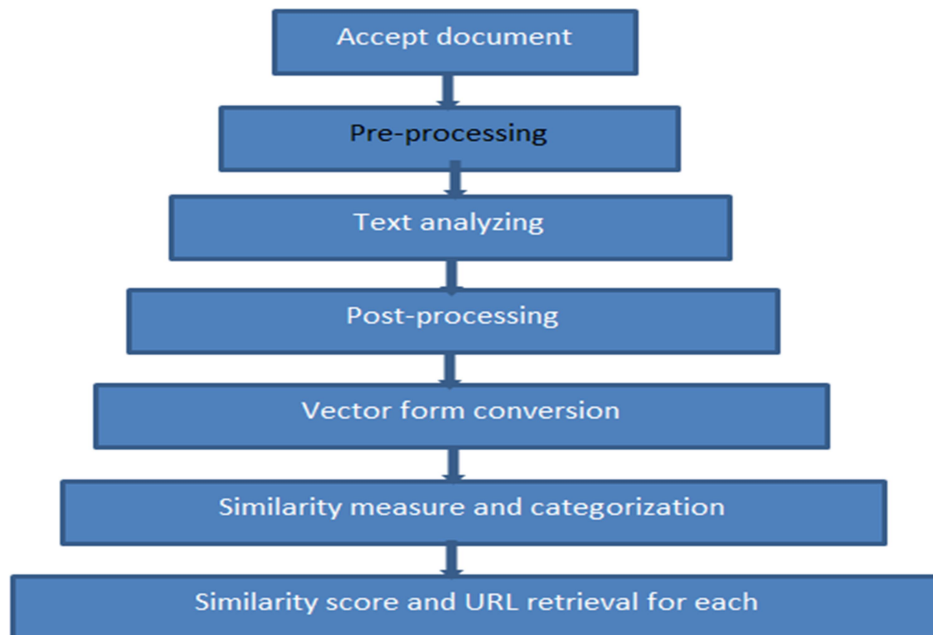 Accept document
Pre-processing
Text analyzing
Post-processing
Vector form conversion
Similarity measure and categorization
Similarity score and URL retrieval for each